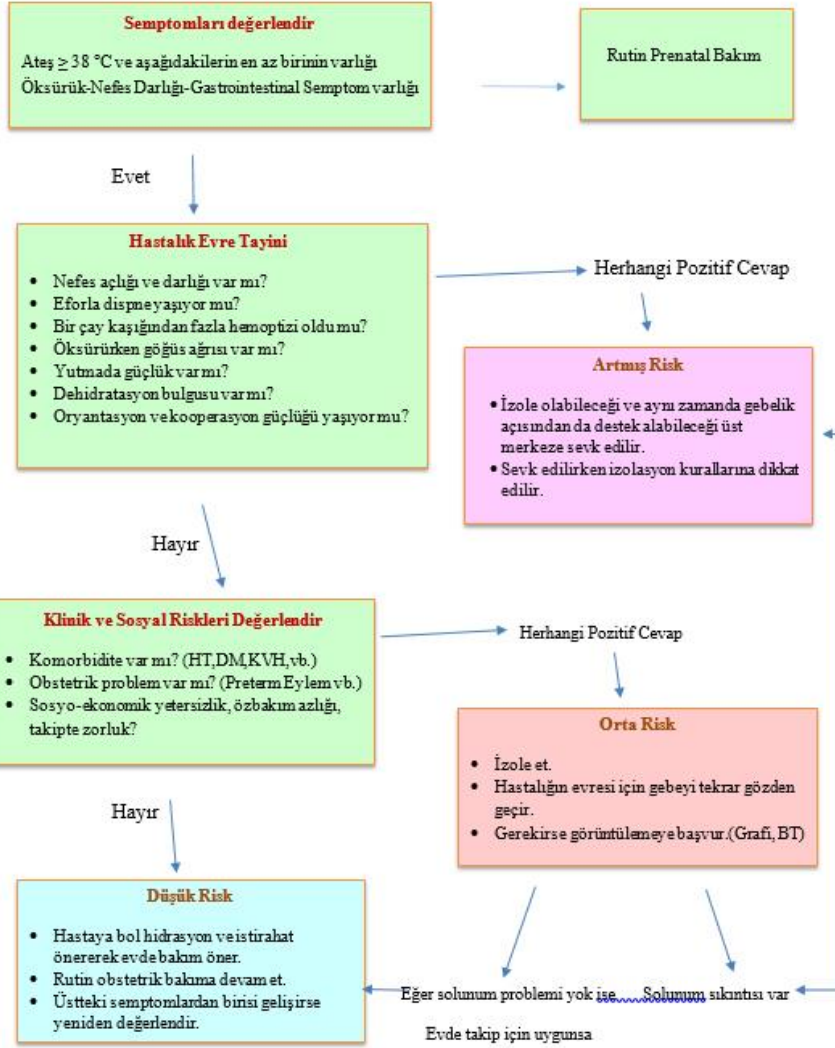 Semptomları değerlendir
Ateş ≥ 38 °C ve aşağıdakilerin en az birinin varlığı
Öksürük-Nefes Darlığı-Gastrointestinal Semptom varlığı
Rutin Prenatal Bakım
Evet
Hastalık Evre Tayini
• Nefes açlığı ve darlığı var mı?
• Eforla dispne yaşıyor mu?
• Bir çay kaşığından fazla hemoptizi oldu mu?
• Öksürürken göğüs ağrısı var mı?
• Yutmada güçlük var mı?
• Dehidratasyon bulgusu var mı?
• Oryantasyon ve kooperasyon güçlüğü yaşıyor mu?
Herhangi Pozitif Cevap
Artmış Risk
• İzole olabileceği ve aynı zamanda gebelik
açısından da destek alabileceği üst
merkeze sevk edilir.
• Sevk edilirken izolasyon kurallarına dikkat
edilir.
Hayır
Klinik ve Sosyal Riskleri Değerlendir
• Komorbidite var mı? (HT,DM,KVH,vb.)
• Obstetrik problem var mı? (Preterm Eylem vb.)
• Sosyo-ekonomik yetersizlik, özbakım azlığı,
takipte zorluk?
Herhangi Pozitif Cevap
Orta Risk
• İzole et.
• Hastalığın evresi için gebeyi tekrar gözden
geçir.
• Gerekirse görüntülemeye başvur.(Grafi, BT)
Hayır
Düşük Risk
• Hastaya bol hidrasyon ve istirahat
önererek evde bakım öner.
• Rutin obstetrik bakıma devam et.
• Üstteki semptomlardan birisi gelişirse
yeniden değerlendir.
Eğer solunum problemi yok ise
Solunum sıkıntısı var
Evde takip için uygunsa